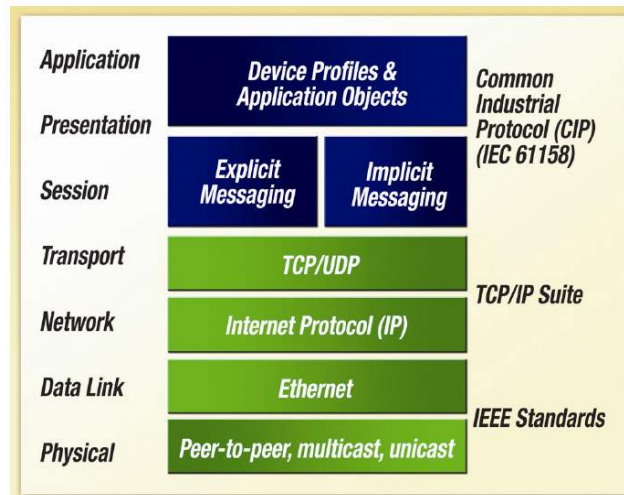 Application
Presentation
Session
Transport
Network
Data Link
Physical
Device Profiles &
Application Objects
Explicit
Messaging
Implicit
Messaging
TCP/UDP
Internet Protocol (IP)
Ethernet
Peer-to-peer, multicast, unicast
Common
Industrial
Protocol (CIP)
(IEC 61158)
TCP/IP Suite
IEEE Standards